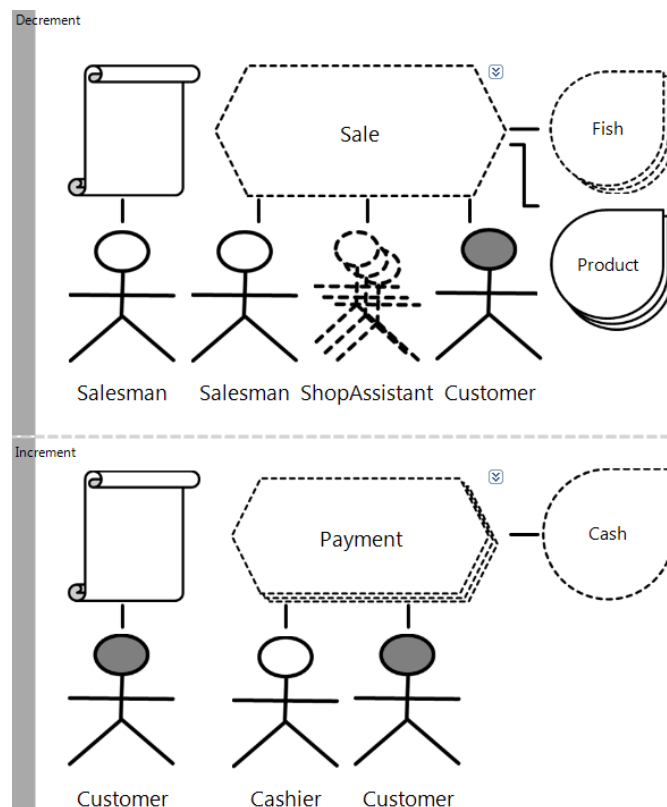 Decrement
Sale
Fish
Product
Salesman
Salesman
ShopAssistant
Customer
Increment
Payment
Cash
Customer
Cashier
Customer